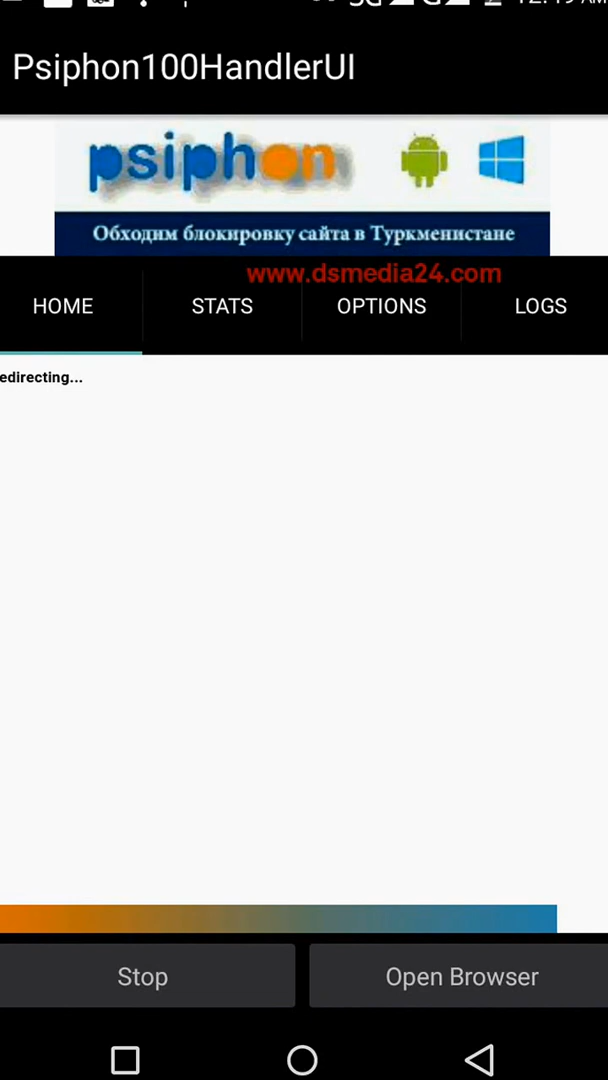 Psiphon100HandlerUI
psiphon
Обходим блокировку сайта в Туркменистане
www.dsmedia24.com
HOME STATS OPTIONS LOGS
edirecting...
Stop Open Browser